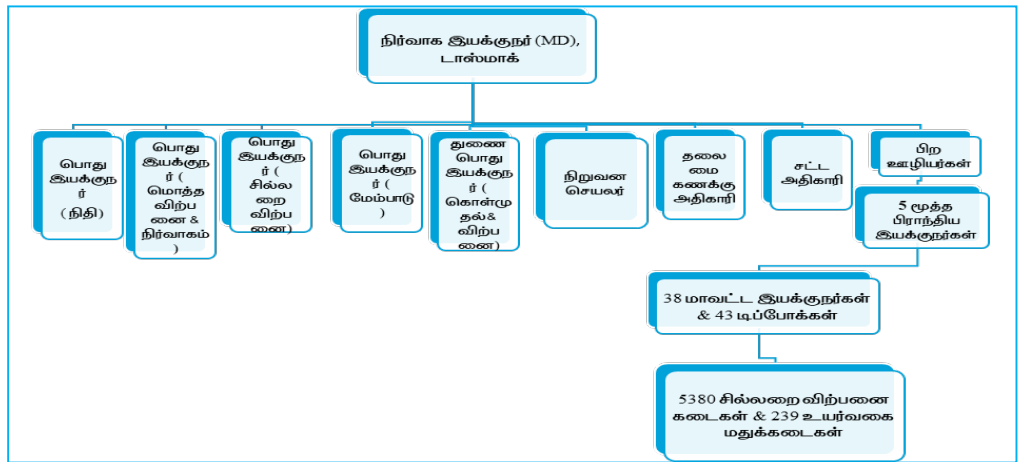 நிர்வாக இயக்குநர் (MD),
டாஸ்மாக்
பொது
இயக்குந
ர்
(நிதி)
பொது
இயக்குந
ர் (
மொத்த
விற்ப
னை &
நிர்வாகம்
)
பொது
இயக்குந
ர் (
சில்ல
றை
விற்ப
னை)
பொது
இயக்குந
ர் (
மேம்பாடு
)
துணை
பொது
இயக்குந
ர் (
கொள்மு
தல்&
விற்ப
னை)
நிறுவன
செயலர்
தலை
மை
கணக்கு
அதிகாரி
சட்ட
அதிகாரி
பிற
ஊழியர்கள்
5 மூத்த
பிராந்திய
இயக்குநர்கள்
38 மாவட்ட இயக்குநர்கள்
& 43 டிப்போக்கள்
5380 சில்லறை விற்பனை
கடைகள் & 239 உயர்வகை
மதுக்கடைகள்